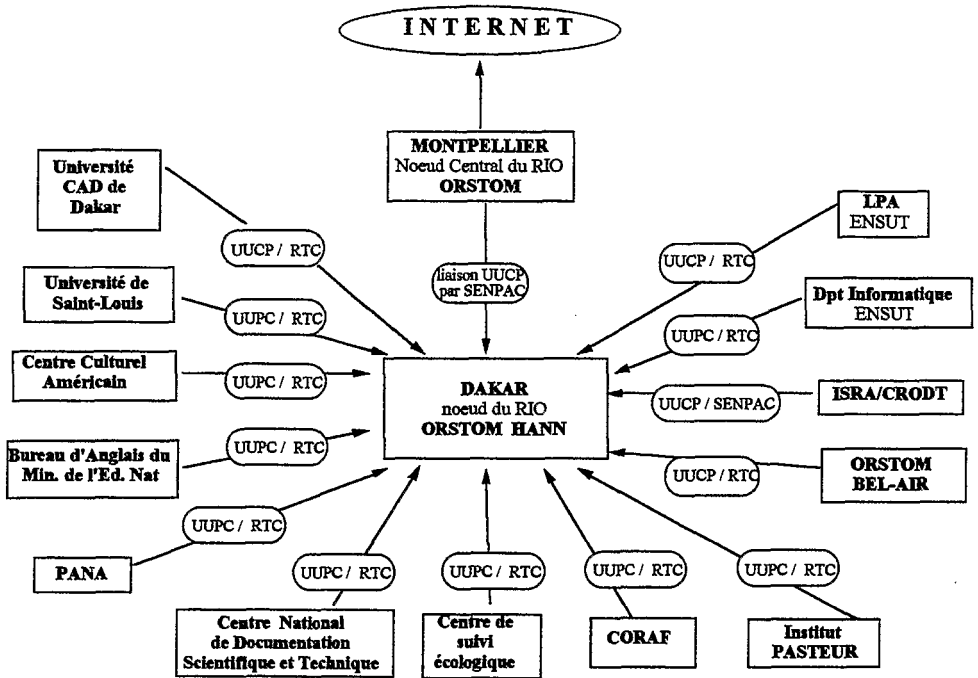 INTERNET
MONTPELLIER
Noeud Central du RIO
ORSTOM
Université
CAD de
Dakar
UUCP / RTC
liaison UUCP
par SENPAC
LPA
ENSUT
UUCP / RTC
Université de
Saint-Louis
UUPC / RTC
Dpt Informatique
ENSUT
UUPC / RTC
Centre Culturel
Américain
UUPC / RTC
DAKAR
noeud du RIO
ORSTOM HANN
UUCP / SENPAC
ISRA/CRODT
Bureau d'Anglais du
Min. de l'Ed. Nat
UUPC / RTC
UUCP / RTC
ORSTOM
BEL-AIR
PANA
UUPC / RTC
UUPC / RTC
Centre National
de Documentation
Scientifique et Technique
UUPC / RTC
Centre de
suivi
écologique
UUPC / RTC
CORAF
UUPC / RTC
Institut
PASTEUR